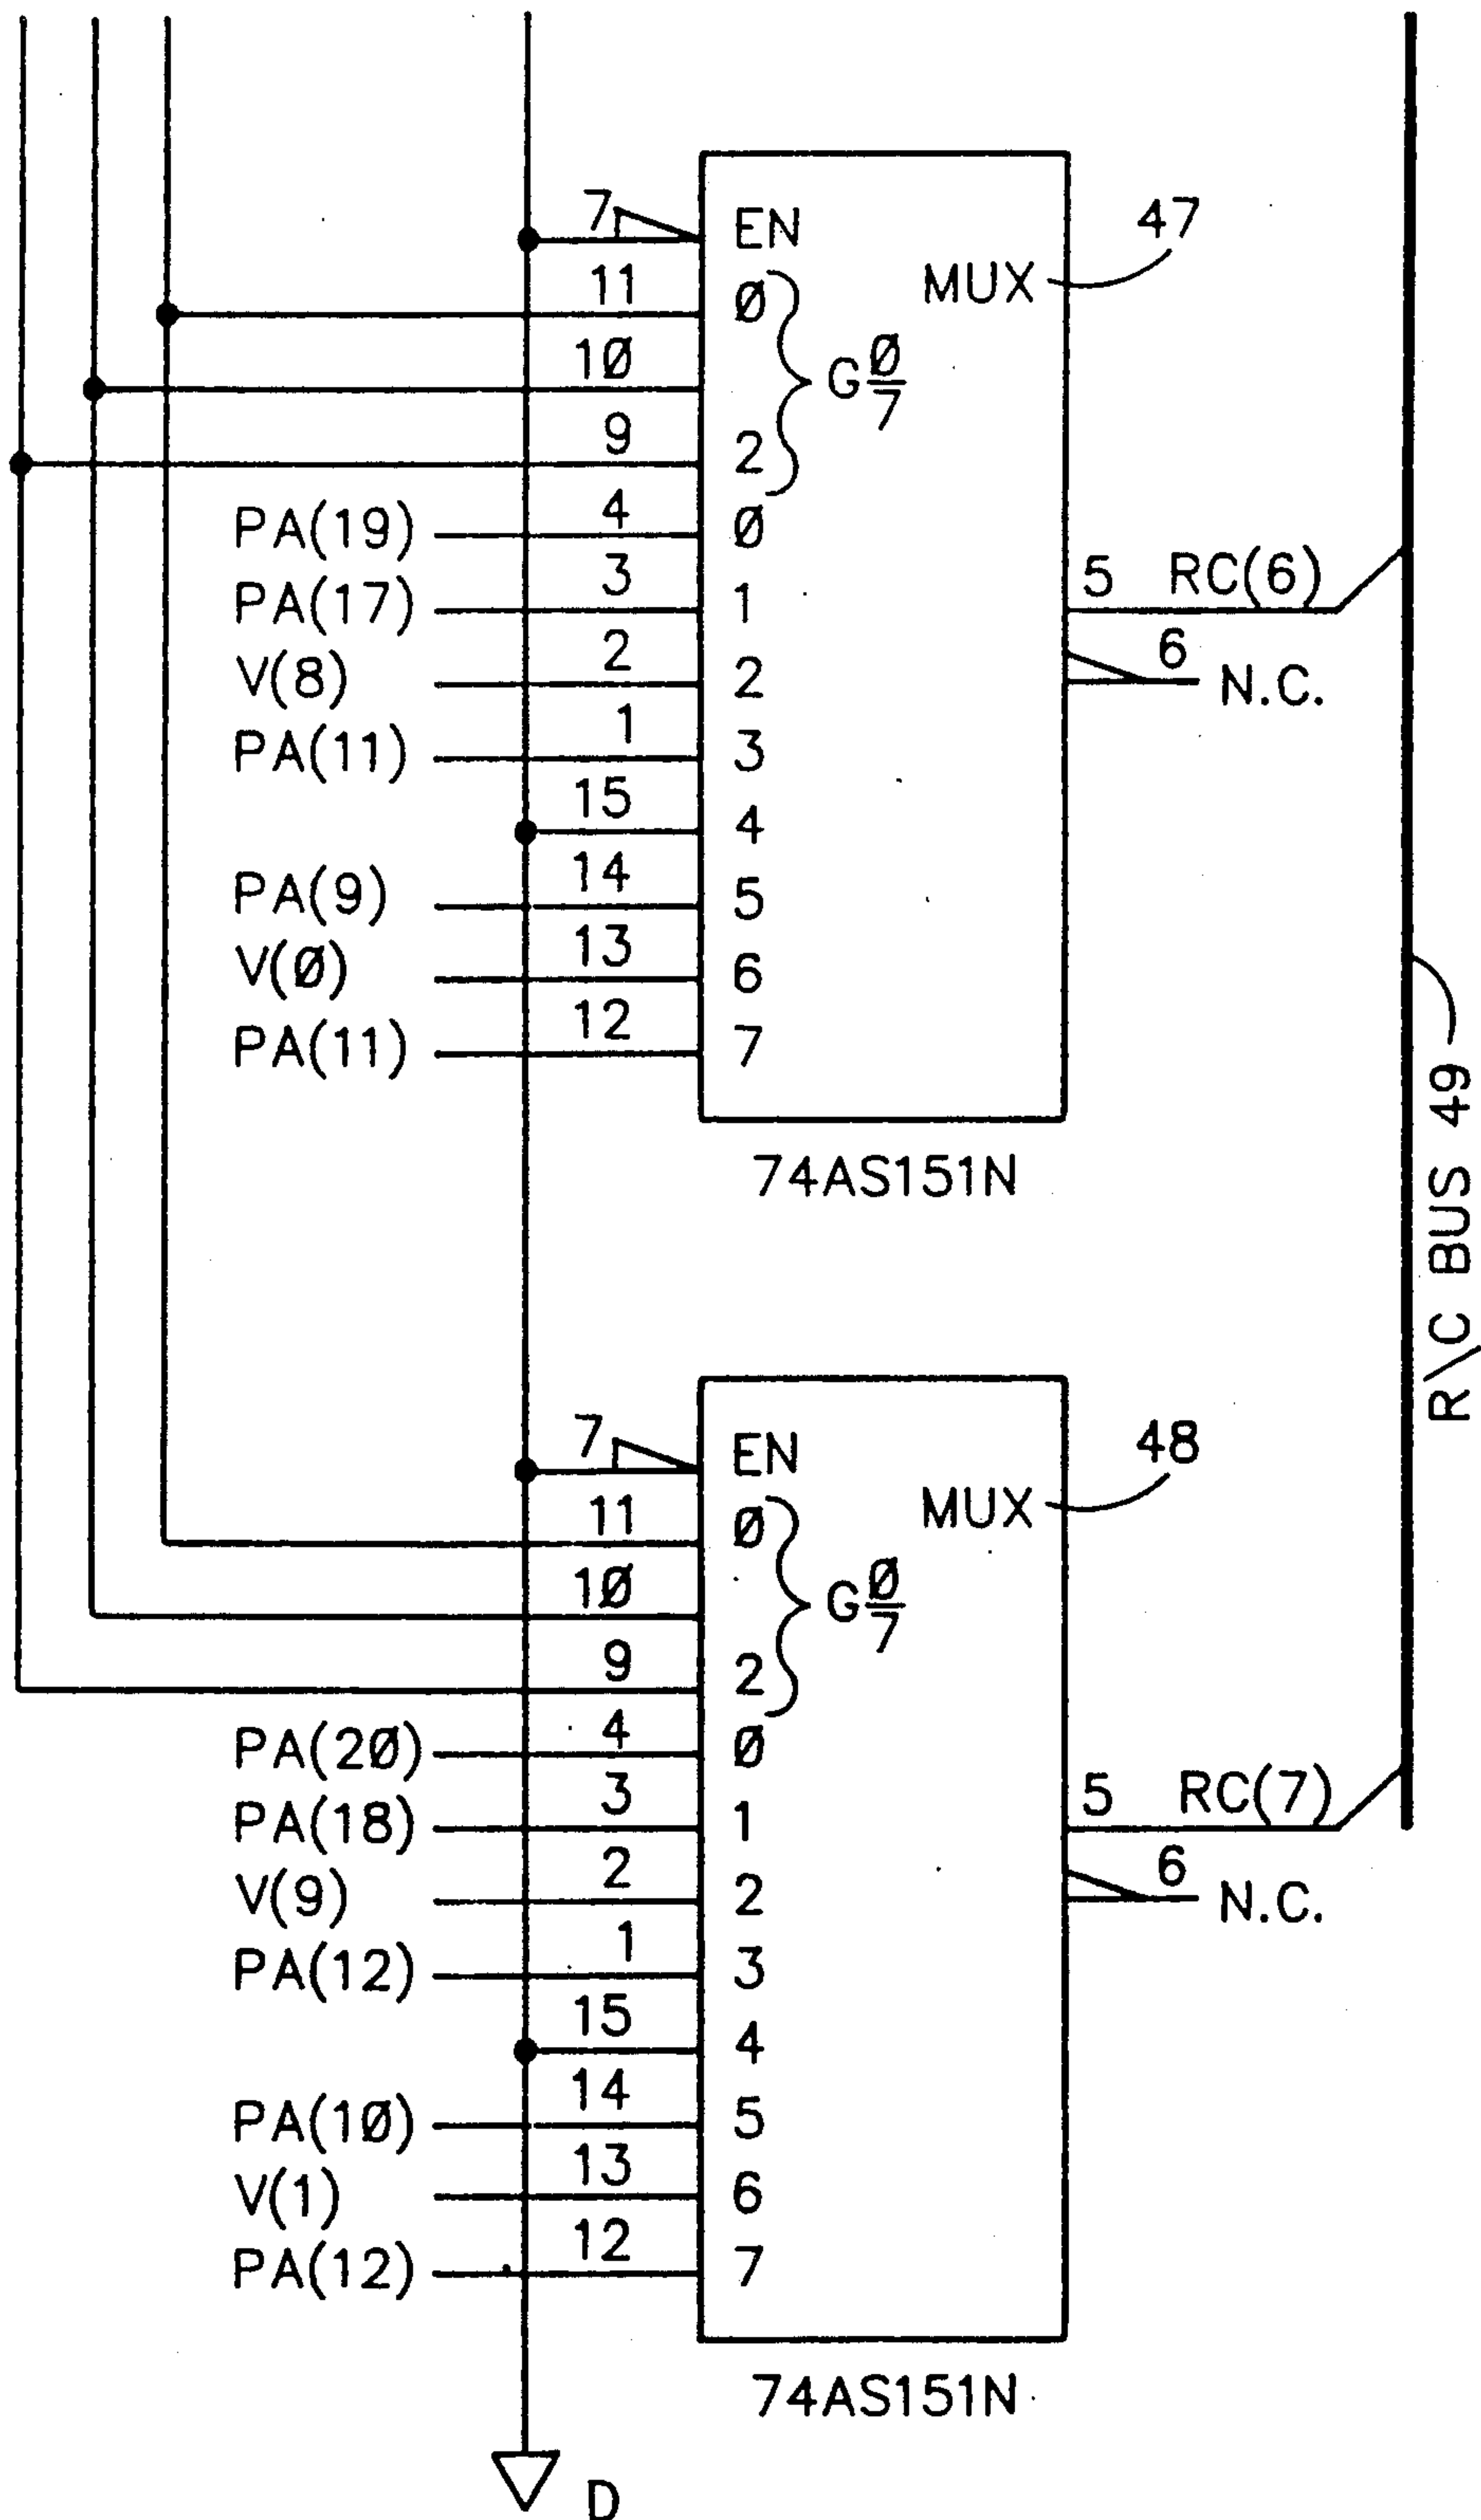 7 EN 47
11 Ø MUX
10
G Ø/7
9 2
PA(19) 4 Ø
PA(17) 3 1 5 RC(6)
V(8) 2 2 6 N.C.
PA(11) 1 3
15 4
PA(9) 14 5
V(Ø) 13 6
PA(11) 12 7
74AS151N
R\C BUS 49
7 EN 48
11 Ø MUX
1Ø
G Ø/7
9 2
PA(2Ø) 4 Ø
PA(18) 3 1 5 RC(7)
V(9) 2 2 6 N.C.
PA(12) 1 3
15 4
PA(1Ø) 14 5
V(1) 13 6
PA(12) 12 7
74AS151N
D